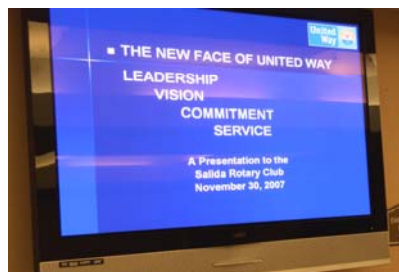 United
Way
THE NEW FACE OF UNITED WAY
LEADERSHIP
VISION
COMMITMENT
SERVICE
A Presentation to the
Salida Rotary Club
November 30, 2007